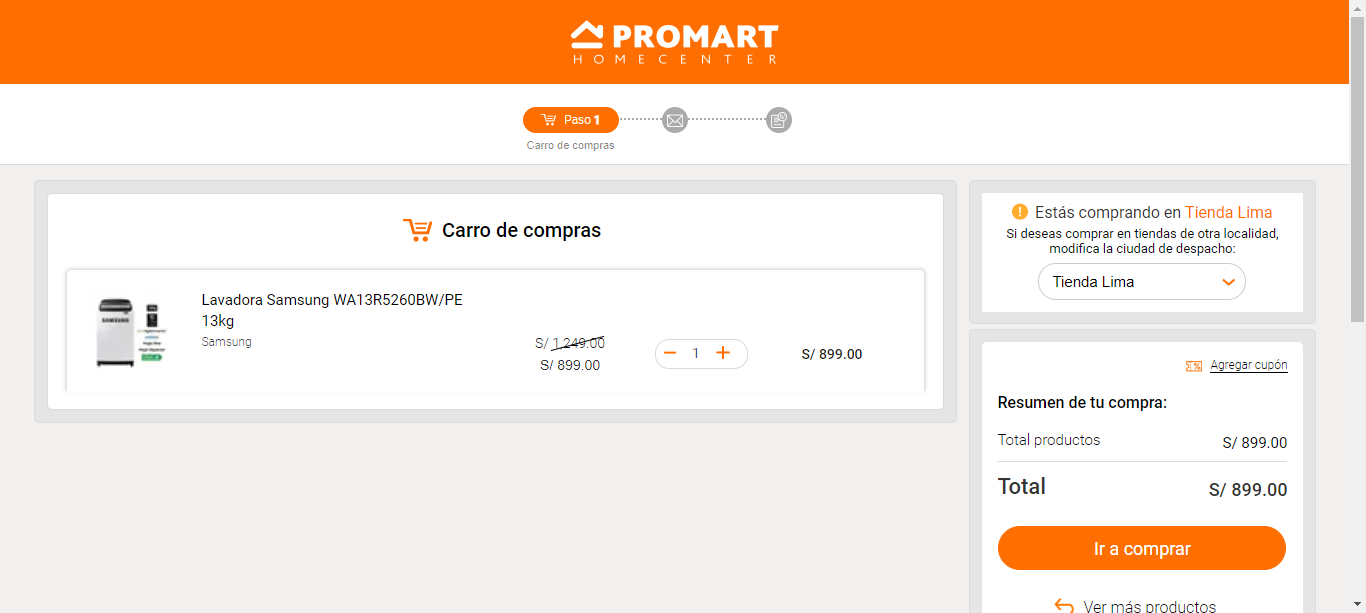 PROMART
HOMECENTER
Paso 1
Carro de compras
Carro de compras
Lavadora Samsung WA13R5260BW/PE
13kg
Samsung
S/ 1,249.00
S/ 899.00
1
S/ 899.00
SAMSUNG
Estás comprando en Tienda Lima
Si deseas comprar en tiendas de otra localidad,
modifica la ciudad de despacho:
Tienda Lima
Agregar cupón
Resumen de tu compra:
Total productos
S/ 899.00
Total
S/ 899.00
Ir a comprar
Ver más productos